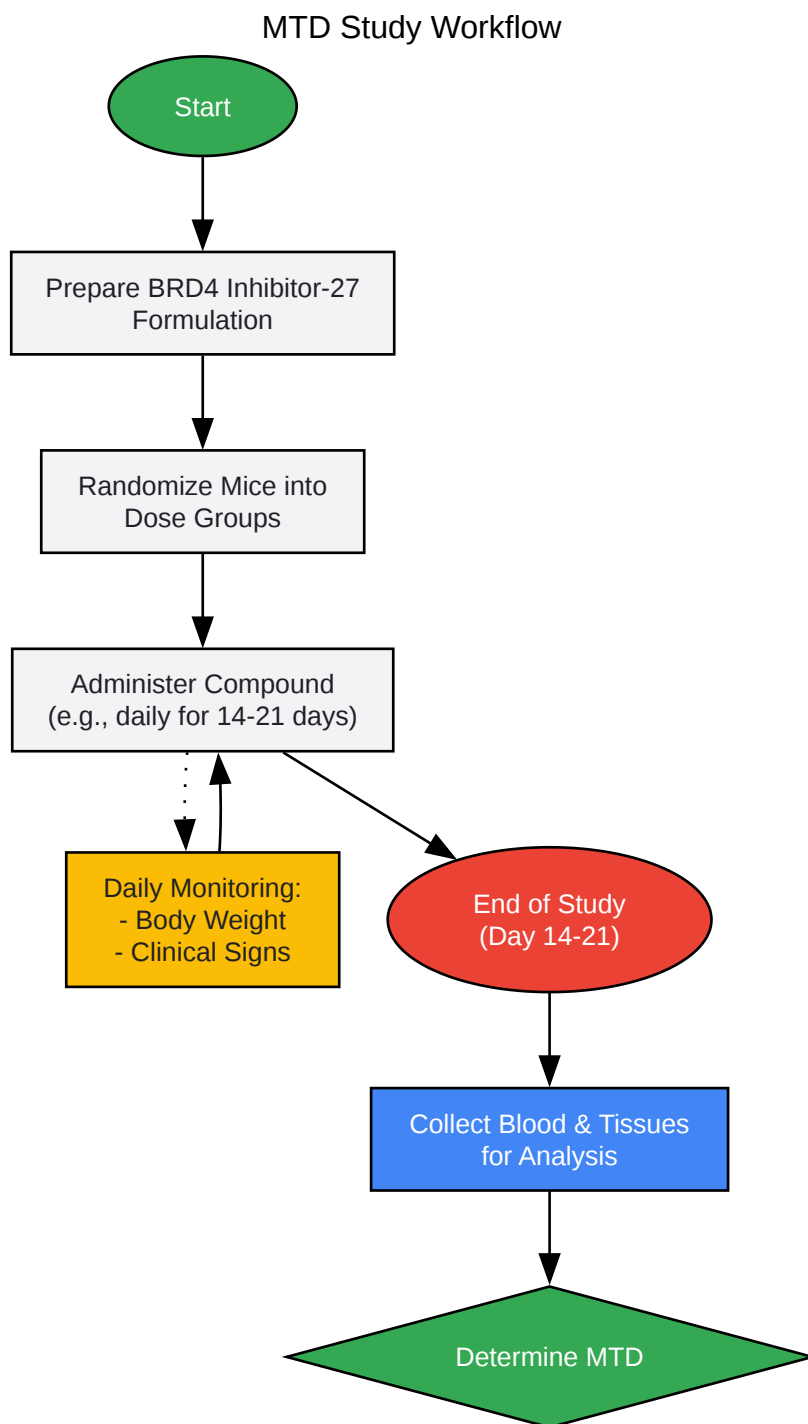 MTD Study Workflow
Start
Prepare BRD4 Inhibitor-27
Formulation
Randomize Mice into
Dose Groups
Administer Compound
(e.g., daily for 14-21 days)
Daily Monitoring:
- Body Weight
- Clinical Signs
End of Study
(Day 14-21)
Collect Blood & Tissues
for Analysis
Determine MTD